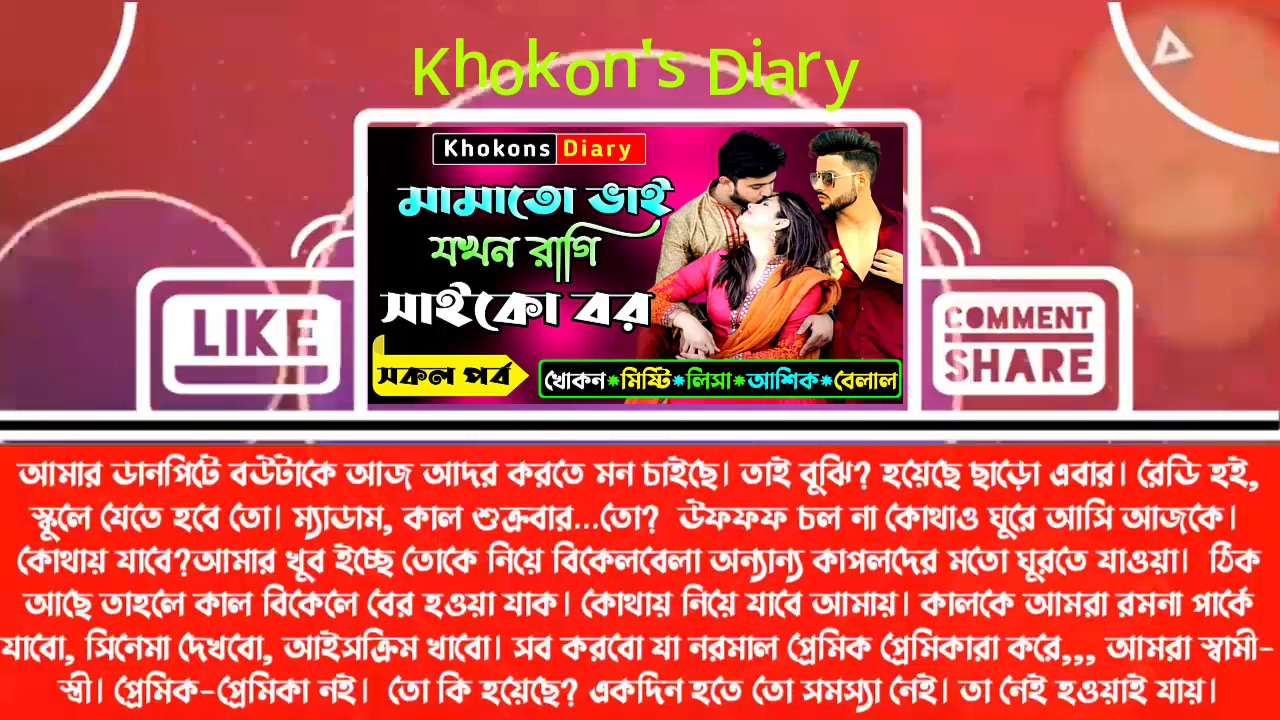 Khokon's Diary
Khokons Diary
মামাতো ভাই
যখন রাগি
সাইকো বর
সকল পর্ব
খোকন*মিষ্টি*লিসা*আশিক*বেলাল
LIKE
COMMENT
SHARE
আমার ডানপিটে বউটাকে আজ আদর করতে মন চাইছে। তাই বুঝি? হয়েছে ছাড়ো এবার। রেডি হই,
স্কুলে যেতে হবে তো। ম্যাডাম, কাল শুক্রবার...তো? উফফফ চল না কোথাও ঘুরে আসি আজকে।
কোথায় যাবে?আমার খুব ইচ্ছে তোকে নিয়ে বিকেলবেলা অন্যান্য কাপলদের মতো ঘুরতে যাওয়া। ঠিক
আছে তাহলে কাল বিকেলে বের হওয়া যাক। কোথায় নিয়ে যাবে আমায়। কালকে আমরা রমনা পার্কে
যাবো, সিনেমা দেখবো, আইসক্রিম খাবো। সব করবো যা নরমাল প্রেমিক প্রেমিকারা করে,,, আমরা স্বামী-
স্ত্রী। প্রেমিক-প্রেমিকা নই। তো কি হয়েছে? একদিন হতে তো সমস্যা নেই। তা নেই হওয়াই যায়।